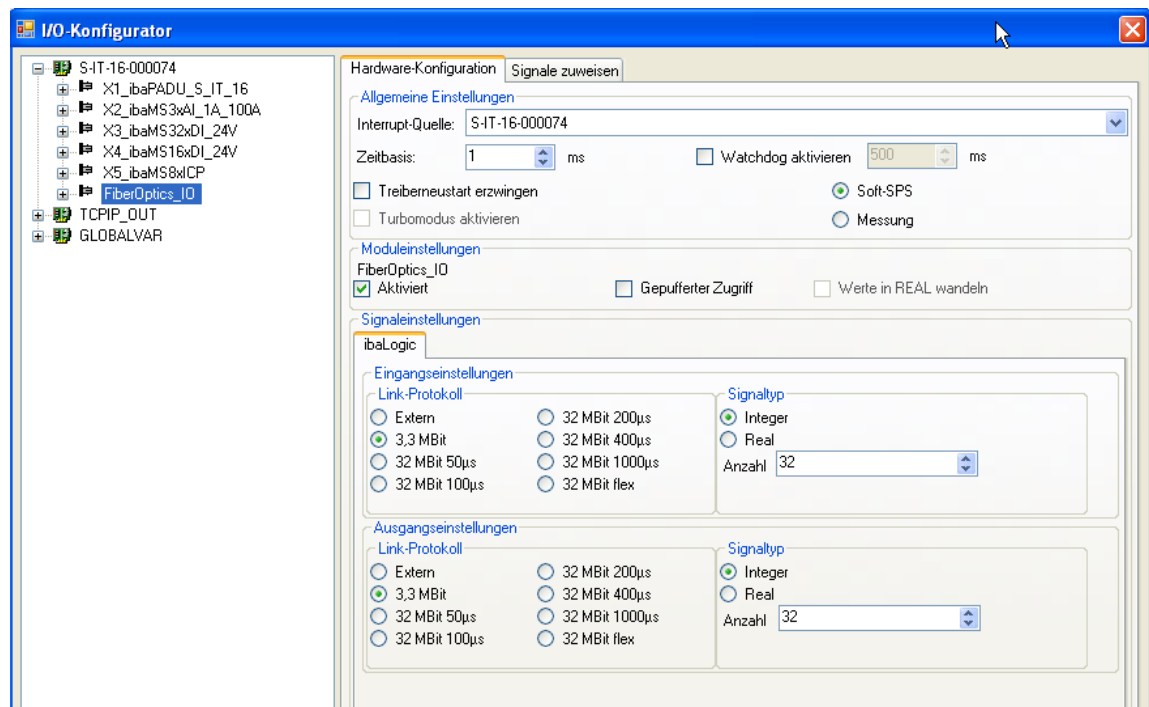 I/O-Konfigurator
S-IT-16-000074
X1_ibaPADU_S_IT_16
X2_ibaMS3xAI_1A_100A
X3_ibaMS32xDI_24V
X4_ibaMS16xDI_24V
X5_ibaMS8xICP
FiberOptics_IO
TCPIP_OUT
GLOBALVAR
Hardware-Konfiguration Signale zuweisen
Allgemeine Einstellungen
Interrupt-Quelle: S-IT-16-000074
Zeitbasis: 1 ms Watchdog aktivieren 500 ms
Treiberneustart erzwingen Soft-SPS
Turbomodus aktivieren Messung
Moduleinstellungen
FiberOptics_IO
Aktiviert Gepufferter Zugriff Werte in REAL wandeln
Signaleinstellungen
ibaLogic
Eingangseinstellungen
Link-Protokoll Signaltyp
Extern 32 MBit 200µs Integer
3,3 MBit 32 MBit 400µs Real
32 MBit 50µs 32 MBit 1000µs Anzahl 32
32 MBit 100µs 32 MBit flex
Ausgangseinstellungen
Link-Protokoll Signaltyp
Extern 32 MBit 200µs Integer
3,3 MBit 32 MBit 400µs Real
32 MBit 50µs 32 MBit 1000µs Anzahl 32
32 MBit 100µs 32 MBit flex